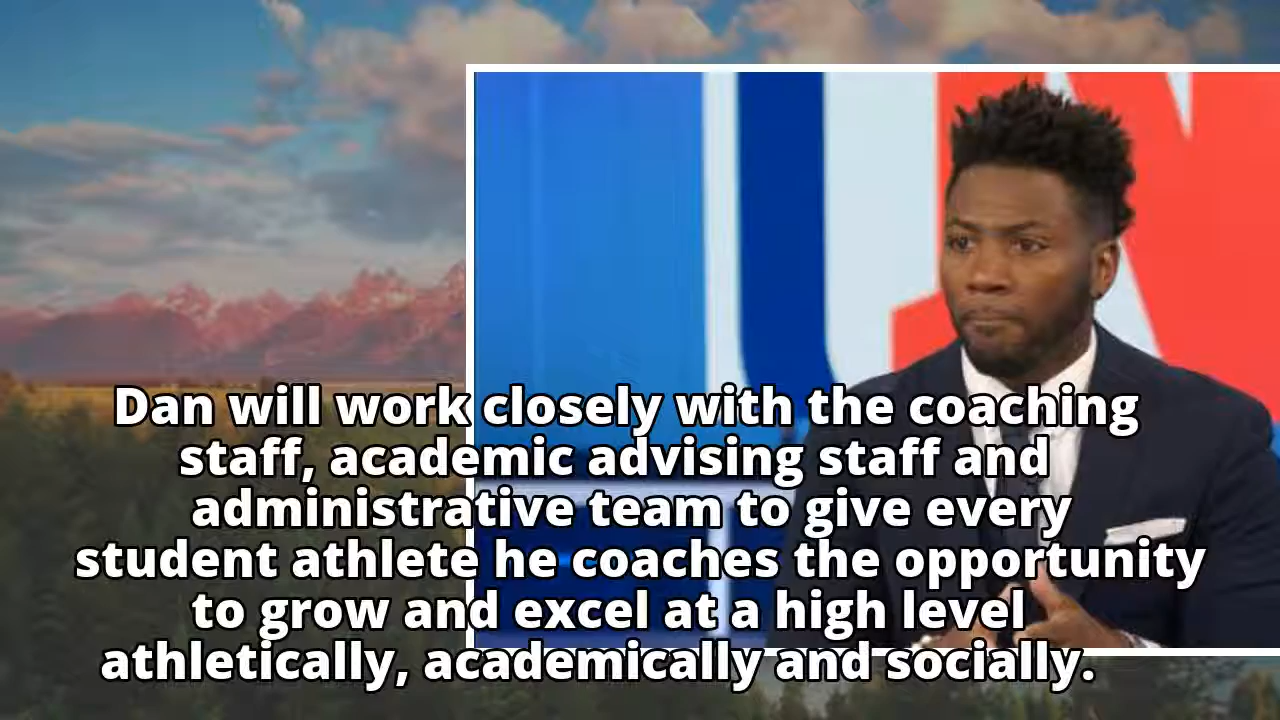 Dan will work closely with the coaching
staff, academic advising staff and
administrative team to give every
student athlete he coaches the opportunity
to grow and excel at a high level
athletically, academically and socially.